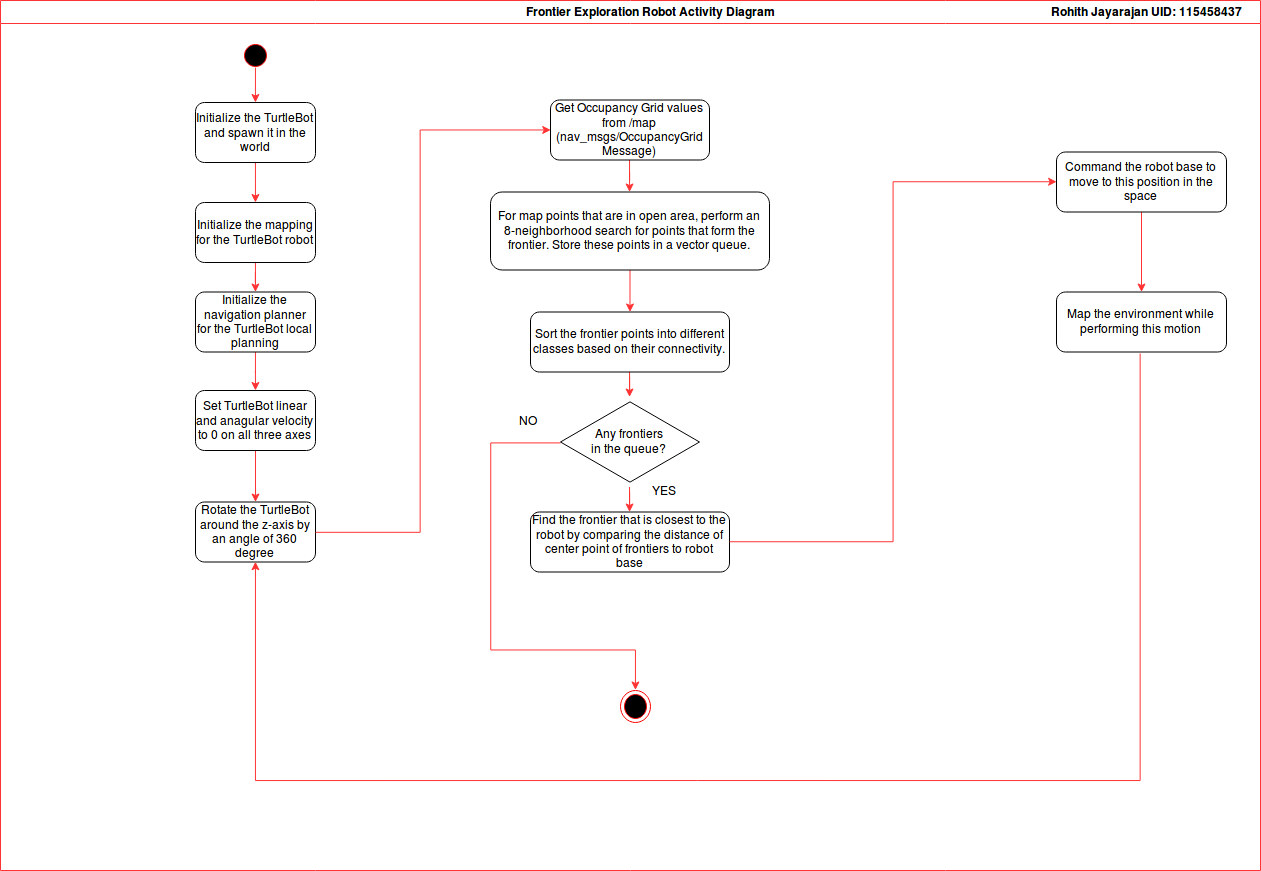 Frontier Exploration Robot Activity Diagram
Rohith Jayarajan UID: 115458437
Initialize the TurtleBot
and spawn it in the
world
Initialize the mapping
for the TurtleBot robot
Initialize the
navigation planner
for the TurtleBot local
planning
Set TurtleBot linear
and anagular velocity
to 0 on all three axes
Rotate the TurtleBot
around the z-axis by
an angle of 360
degree
Get Occupancy Grid values
from /map
(nav_msgs/OccupancyGrid
Message)
For map points that are in open area, perform an
8-neighborhood search for points that form the
frontier. Store these points in a vector queue.
Sort the frontier points into different
classes based on their connectivity.
NO
Any frontiers
in the queue?
YES
Find the frontier that is closest to the
robot by comparing the distance of
center point of frontiers to robot
base
Command the robot base to
move to this position in the
space
Map the environment while
performing this motion